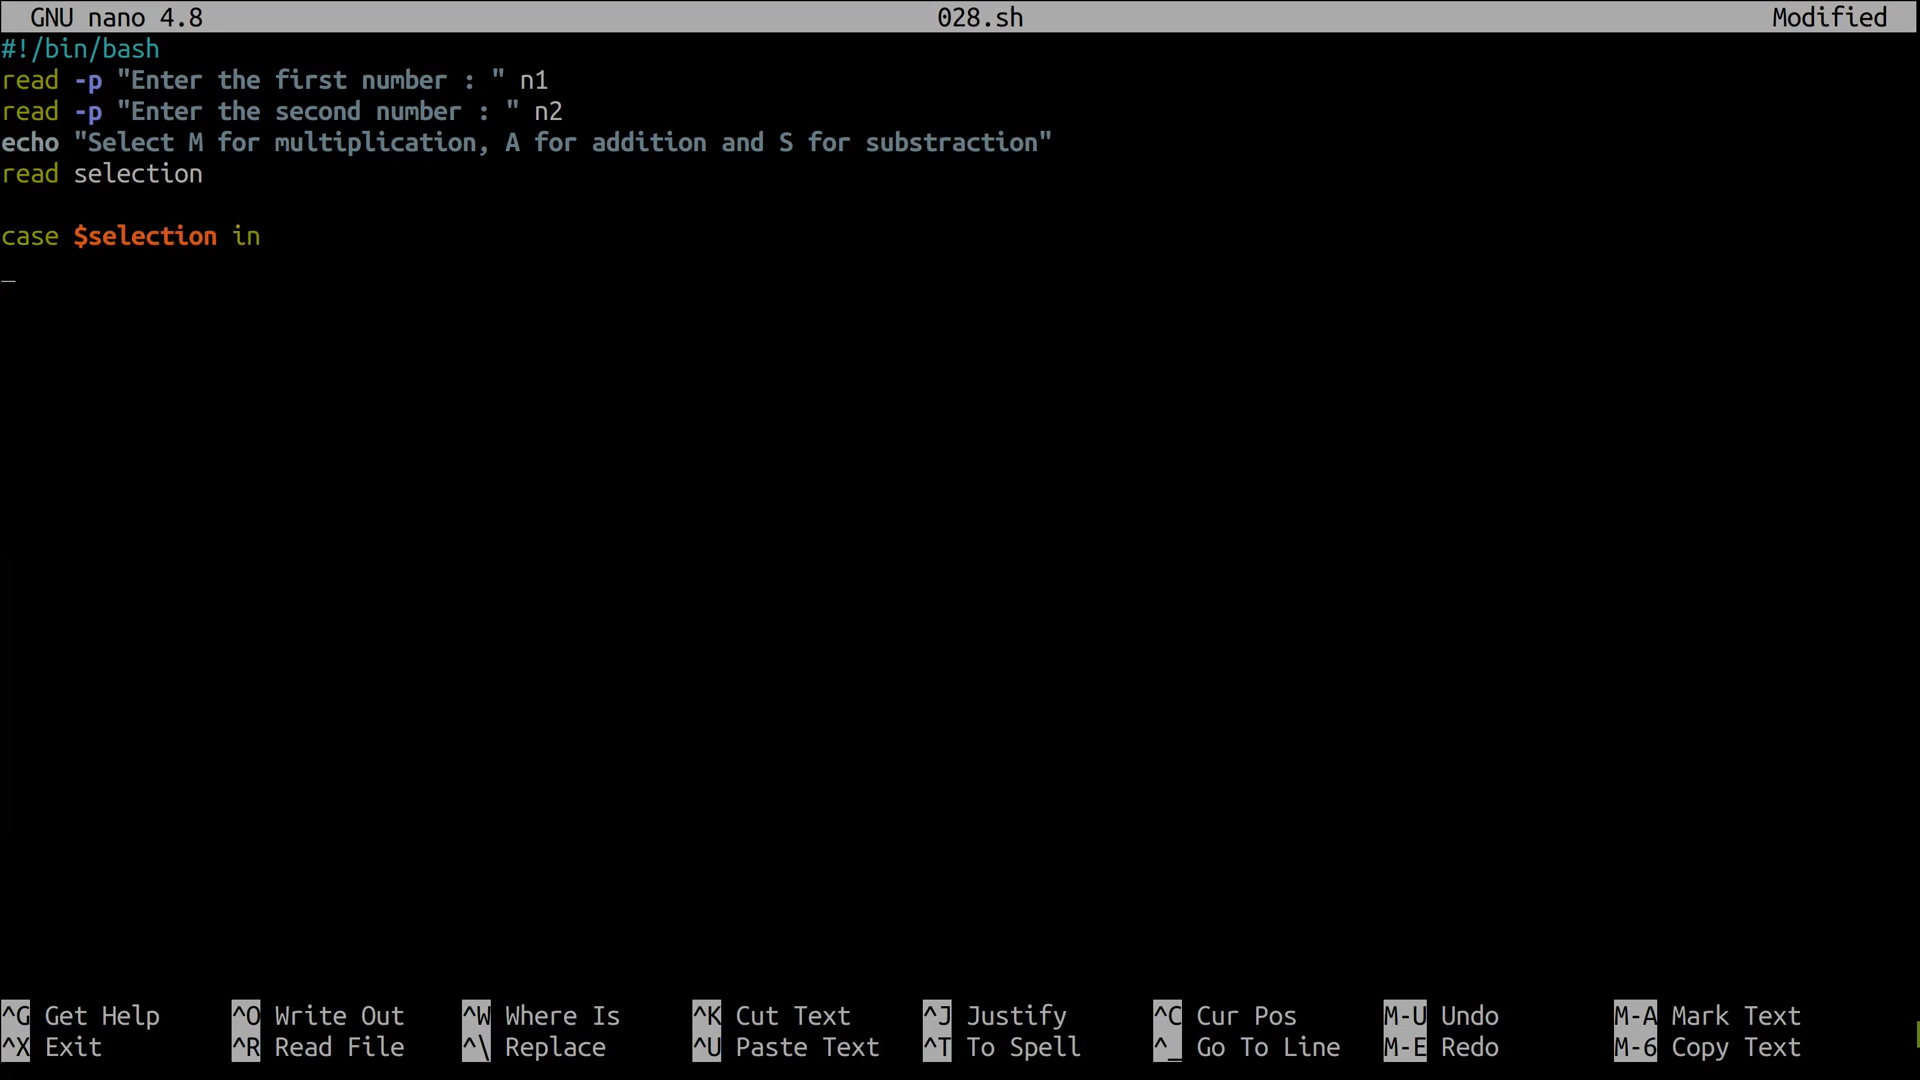 GNU nano 4.8 028.sh Modified
#!/bin/bash
read -p "Enter the first number : " n1
read -p "Enter the second number : " n2
echo "Select M for multiplication, A for addition and S for substraction"
read selection
case $selection in
^G Get Help ^O Write Out ^W Where Is ^K Cut Text ^J Justify ^C Cur Pos M-U Undo M-A Mark Text
^X Exit ^R Read File ^\ Replace ^U Paste Text ^T To Spell ^_ Go To Line M-E Redo M-6 Copy Text